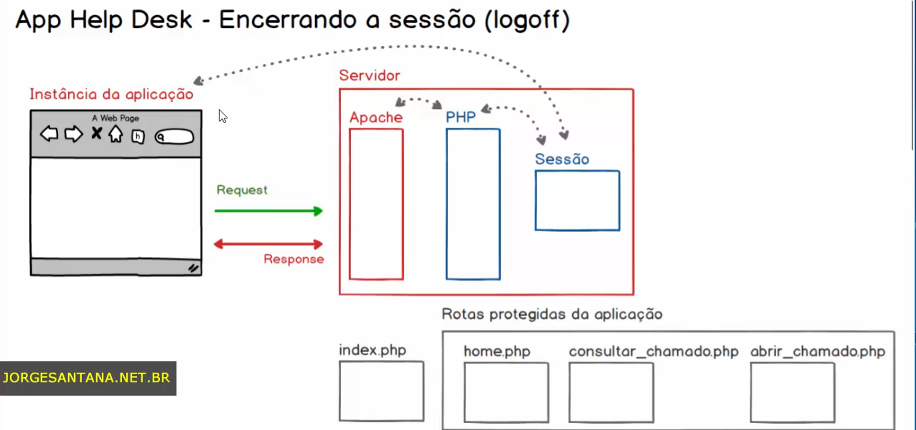 App Help Desk - Encerrando a sessão (logoff)
Servidor
Instância da aplicação
A Web Page
h
Apache
PHP
Sessão
Request
Response
Rotas protegidas da aplicação
index.php
home.php
consultar_chamado.php
abrir_chamado.php
JORGESANTANA.NET.BR